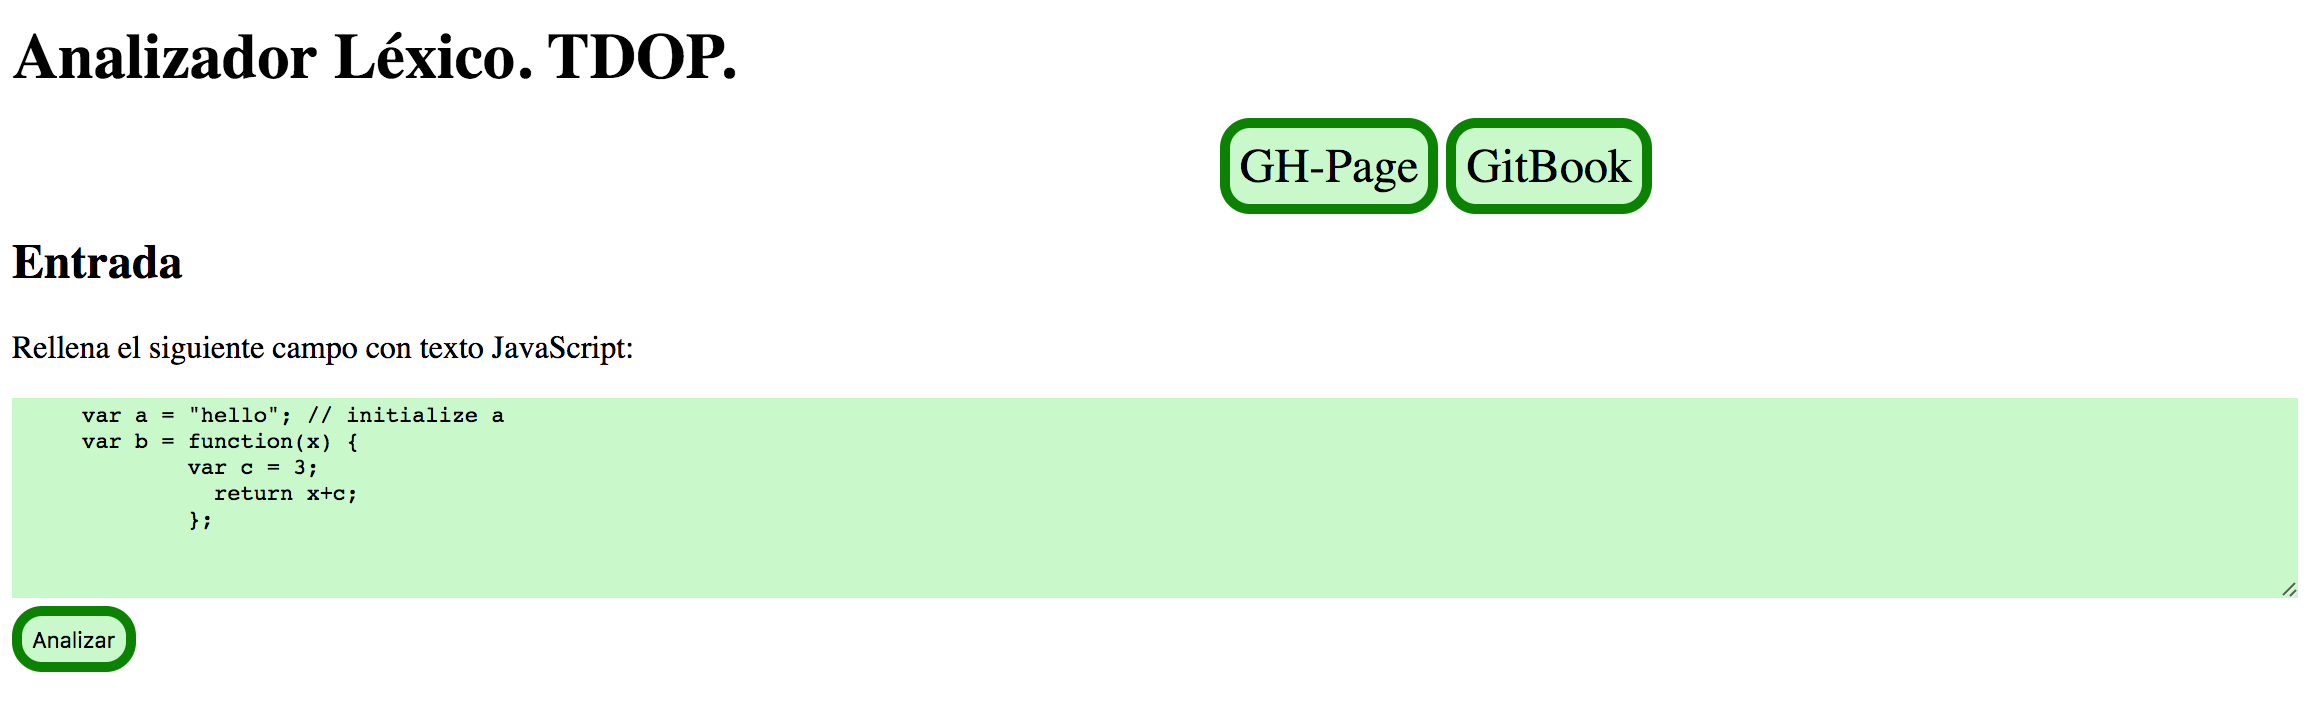 Analizador Léxico. TDOP.
GH-Page GitBook
Entrada
Rellena el siguiente campo con texto JavaScript:
var a = "hello"; // initialize a
var b = function(x) {
var c = 3;
return x+c;
};
Analizar